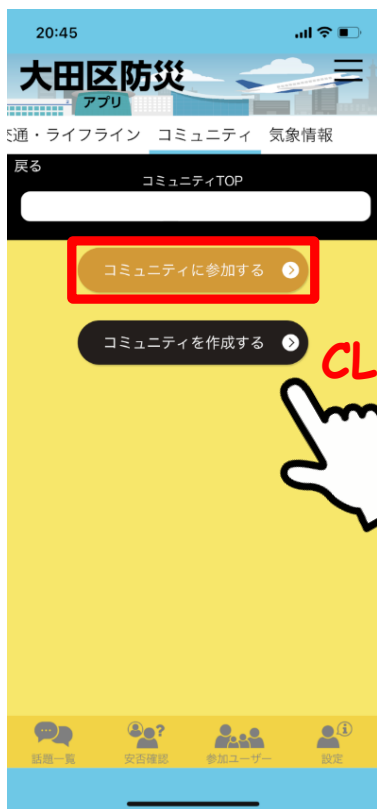 20:45
大田区防災
アプリ
通・ライフライン コミュニティ 気象情報
戻る
コミュニティTOP
コミュニティに参加する
コミュニティを作成する
CL
話題一覧 安否確認 参加ユーザー 設定